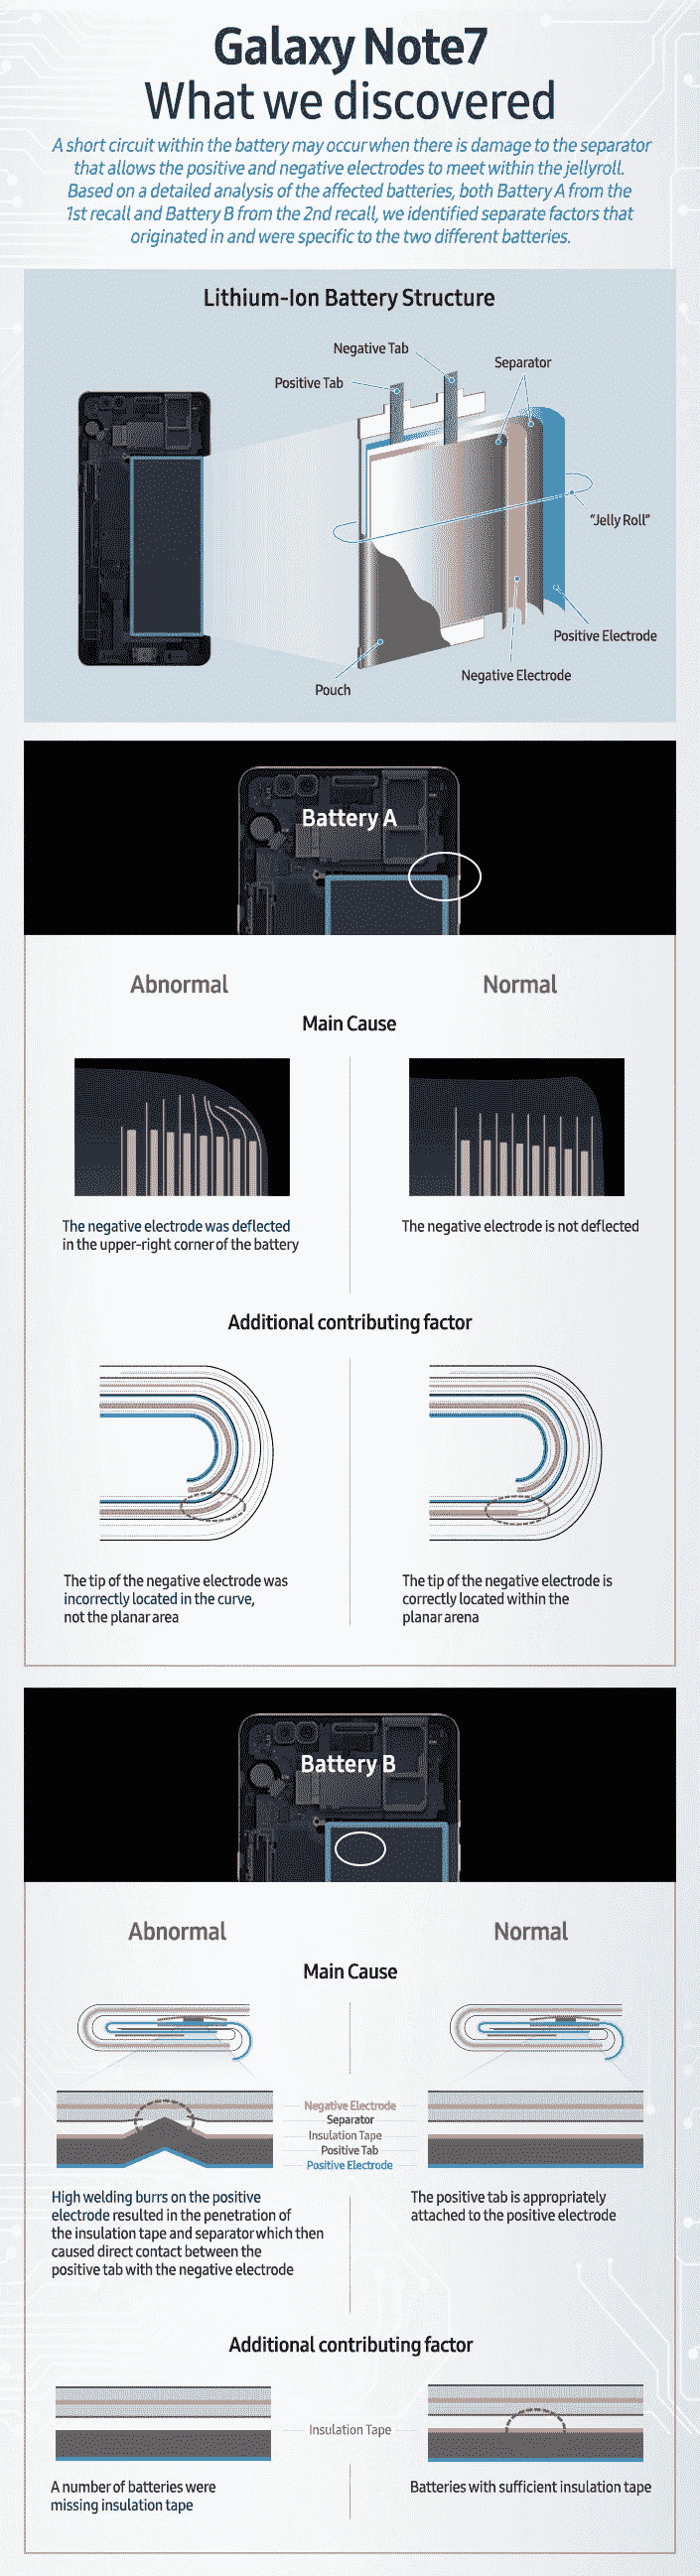 Galaxy Note7
What we discovered
A short circuit within the battery may occur when there is damage to the separator
that allows the positive and negative electrodes to meet within the jellyroll.
Based on a detailed analysis of the affected batteries, both Battery A from the
1st recall and Battery B from the 2nd recall, we identified separate factors that
originated in and were specific to the two different batteries.
Lithium-Ion Battery Structure
Negative Tab
Positive Tab
Separator
"Jelly Roll"
Positive Electrode
Negative Electrode
Pouch
Battery A
Abnormal
Normal
Main Cause
The negative electrode was deflected
in the upper-right corner of the battery
The negative electrode is not deflected
Additional contributing factor
The tip of the negative electrode was
incorrectly located in the curve,
not the planar area
The tip of the negative electrode is
correctly located within the
planar arena
Battery B
Abnormal
Normal
Main Cause
Negative Electrode
Separator
Insulation Tape
Positive Tab
Positive Electrode
High welding burrs on the positive
electrode resulted in the penetration of
the insulation tape and separator which then
caused direct contact between the
positive tab with the negative electrode
The positive tab is appropriately
attached to the positive electrode
Additional contributing factor
Insulation Tape
A number of batteries were
missing insulation tape
Batteries with sufficient insulation tape